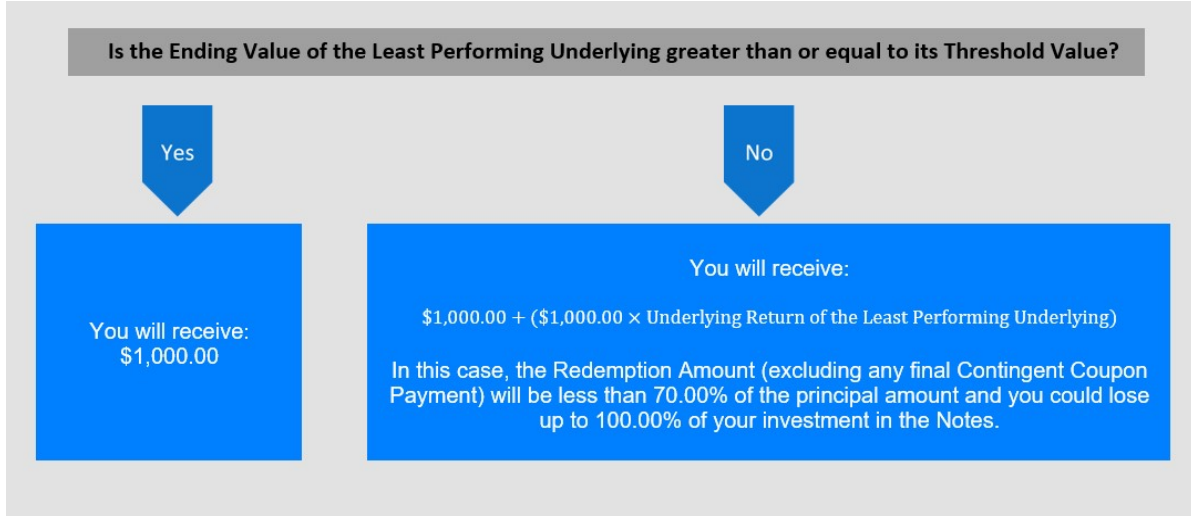 Is the Ending Value of the Least Performing Underlying greater than or equal to its Threshold Value?
Yes
No
You will receive:
$1,000.00
You will receive:
$1,000.00 + ($1,000.00 × Underlying Return of the Least Performing Underlying)
In this case, the Redemption Amount (excluding any final Contingent Coupon
Payment) will be less than 70.00% of the principal amount and you could lose
up to 100.00% of your investment in the Notes.